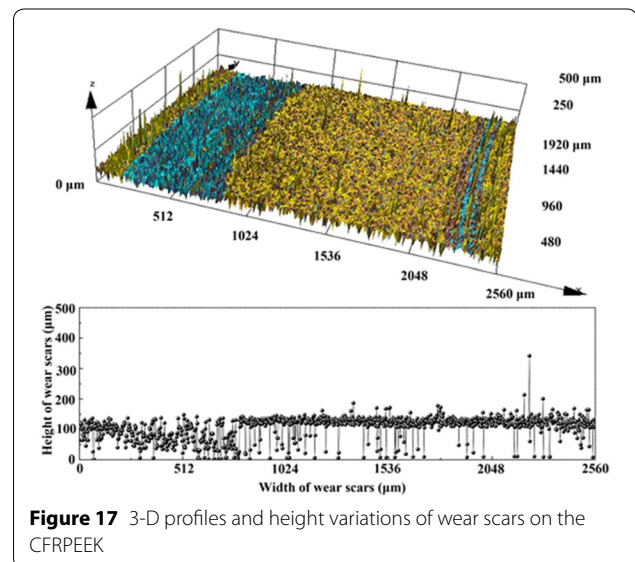 z
y
500 µm
250
1920 µm
1440
960
480
0 µm
512
1024
1536
2048
2560 µm
x
Height of wear scars (µm)
500
400
300
200
100
0
0
512
1024
1536
2048
2560
Width of wear scars (µm)
Figure 17 3-D profiles and height variations of wear scars on the
CFRPEEK